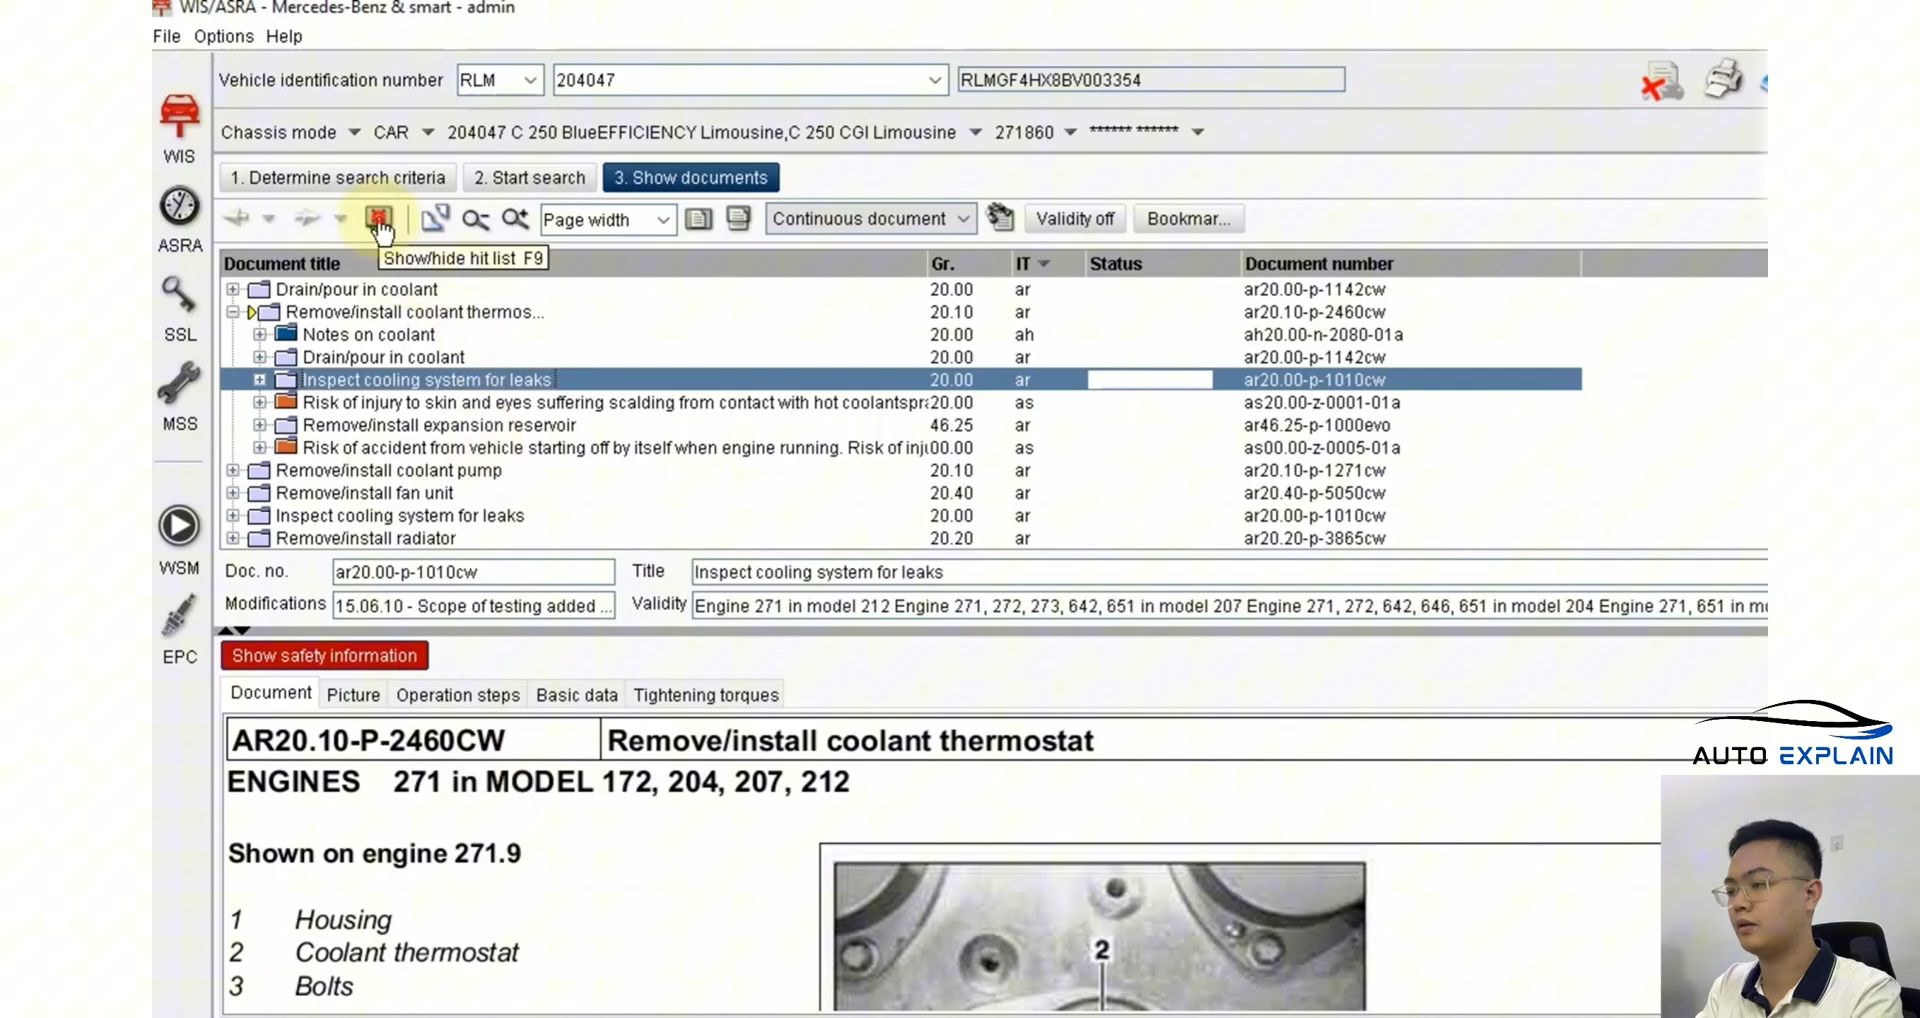 WIS/ASRA - Mercedes-Benz & smart - admin
File Options Help
Vehicle identification number RLM 204047 RLMGF4HX8BV003354
Chassis mode CAR 204047 C 250 BlueEFFICIENCY Limousine,C 250 CGI Limousine 271860 ****** ******
WIS
1. Determine search criteria 2. Start search 3. Show documents
Page width Continuous document Validity off Bookmar...
ASRA
Show/hide hit list F9
Document title Gr. IT Status Document number
Drain/pour in coolant 20.00 ar ar20.00-p-1142cw
Remove/install coolant thermos... 20.10 ar ar20.10-p-2460cw
SSL
Notes on coolant 20.00 ah ah20.00-n-2080-01a
Drain/pour in coolant 20.00 ar ar20.00-p-1142cw
Inspect cooling system for leaks 20.00 ar ar20.00-p-1010cw
Risk of injury to skin and eyes suffering scalding from contact with hot coolantspr 20.00 as as20.00-z-0001-01a
MSS
Remove/install expansion reservoir 46.25 ar ar46.25-p-1000evo
Risk of accident from vehicle starting off by itself when engine running. Risk of inj 00.00 as as00.00-z-0005-01a
Remove/install coolant pump 20.10 ar ar20.10-p-1271cw
Remove/install fan unit 20.40 ar ar20.40-p-5050cw
Inspect cooling system for leaks 20.00 ar ar20.00-p-1010cw
Remove/install radiator 20.20 ar ar20.20-p-3865cw
WSM
Doc. no. ar20.00-p-1010cw Title Inspect cooling system for leaks
Modifications 15.06.10 - Scope of testing added ... Validity Engine 271 in model 212 Engine 271, 272, 273, 642, 651 in model 207 Engine 271, 272, 642, 646, 651 in model 204 Engine 271, 651 in mo
EPC
Show safety information
Document Picture Operation steps Basic data Tightening torques
AR20.10-P-2460CW Remove/install coolant thermostat
ENGINES 271 in MODEL 172, 204, 207, 212
Shown on engine 271.9
1 Housing
2 Coolant thermostat
3 Bolts
2
AUTO EXPLAIN